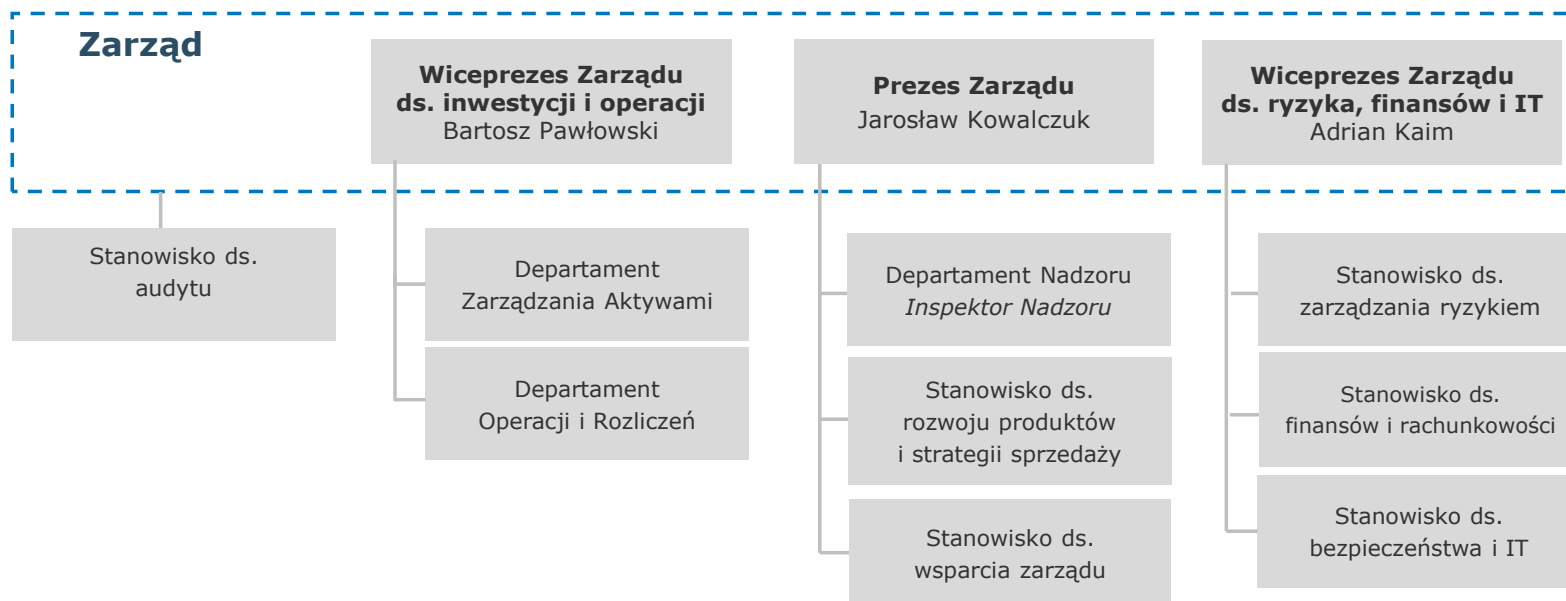 Zarząd
Wiceprezes Zarządu
ds. inwestycji i operacji
Bartosz Pawłowski
Prezes Zarządu
Jarosław Kowalczuk
Wiceprezes Zarządu
ds. ryzyka, finansów i IT
Adrian Kaim
Stanowisko ds.
audytu
Departament
Zarządzania Aktywami
Departament
Operacji i Rozliczeń
Departament Nadzoru
Inspektor Nadzoru
Stanowisko ds.
rozwoju produktów
i strategii sprzedaży
Stanowisko ds.
wsparcia zarządu
Stanowisko ds.
zarządzania ryzykiem
Stanowisko ds.
finansów i rachunkowości
Stanowisko ds.
bezpieczeństwa i IT